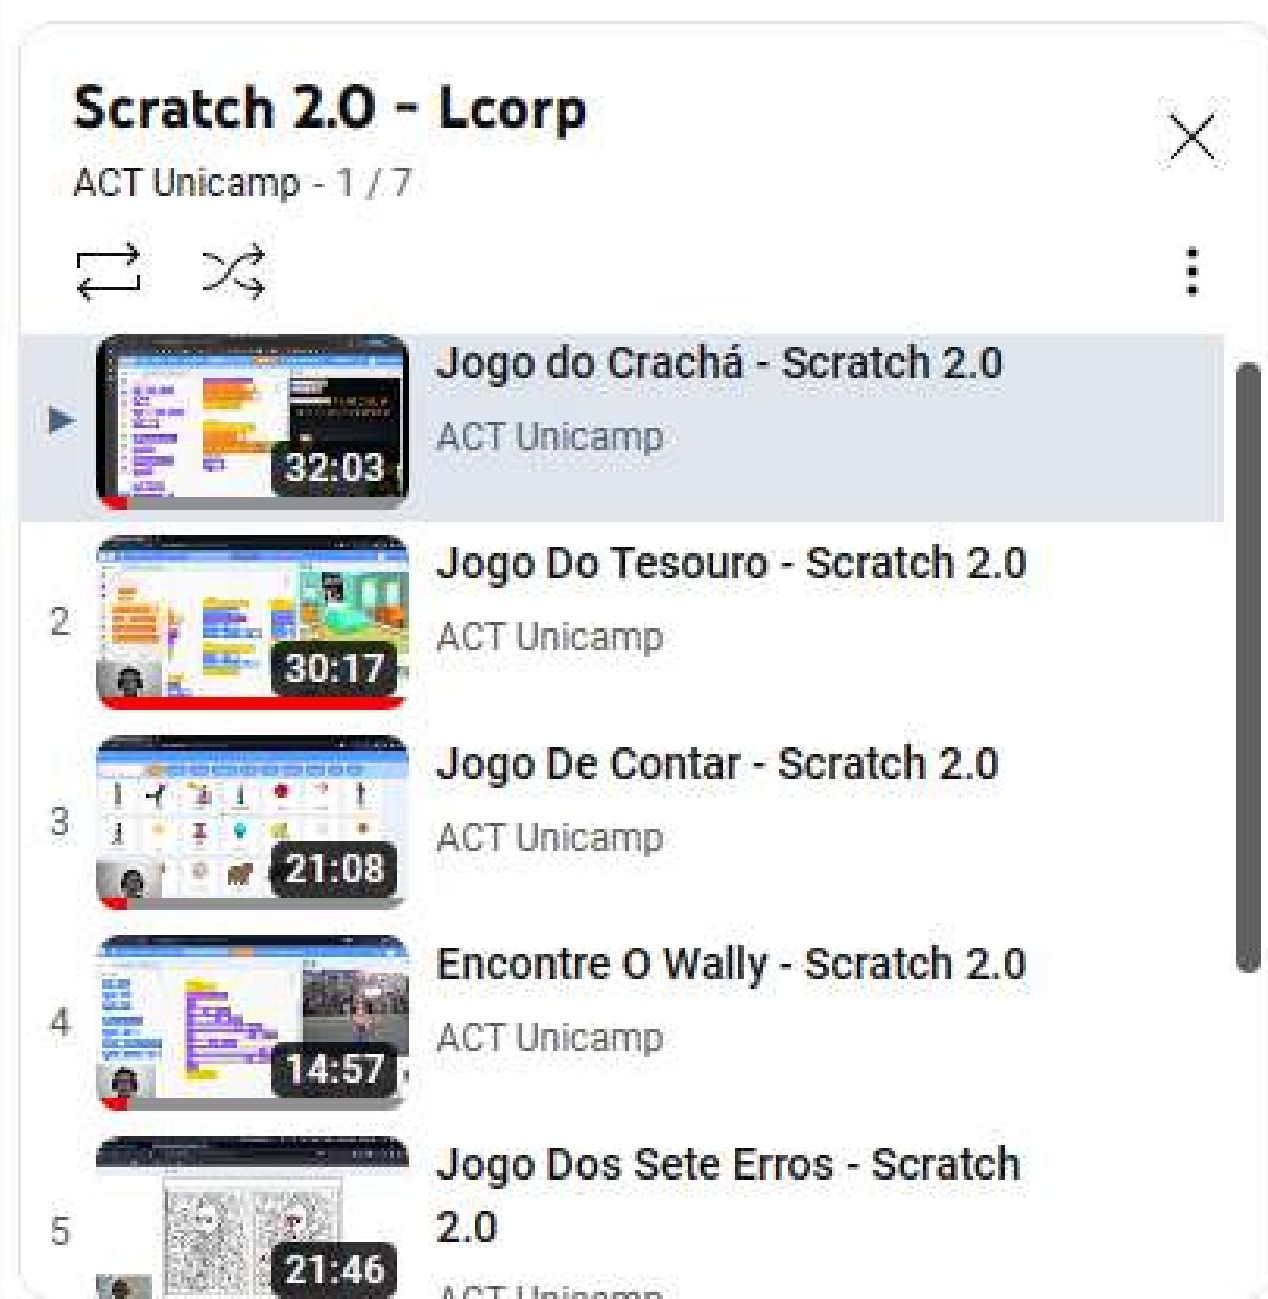 Scratch 2.0 - Lcorp
ACT Unicamp - 1 / 7
Jogo do Crachá - Scratch 2.0
ACT Unicamp
32:03
2
Jogo Do Tesouro - Scratch 2.0
ACT Unicamp
30:17
3
Jogo De Contar - Scratch 2.0
ACT Unicamp
21:08
4
Encontre O Wally - Scratch 2.0
ACT Unicamp
14:57
5
Jogo Dos Sete Erros - Scratch
2.0
21:46
ACT Unicamp